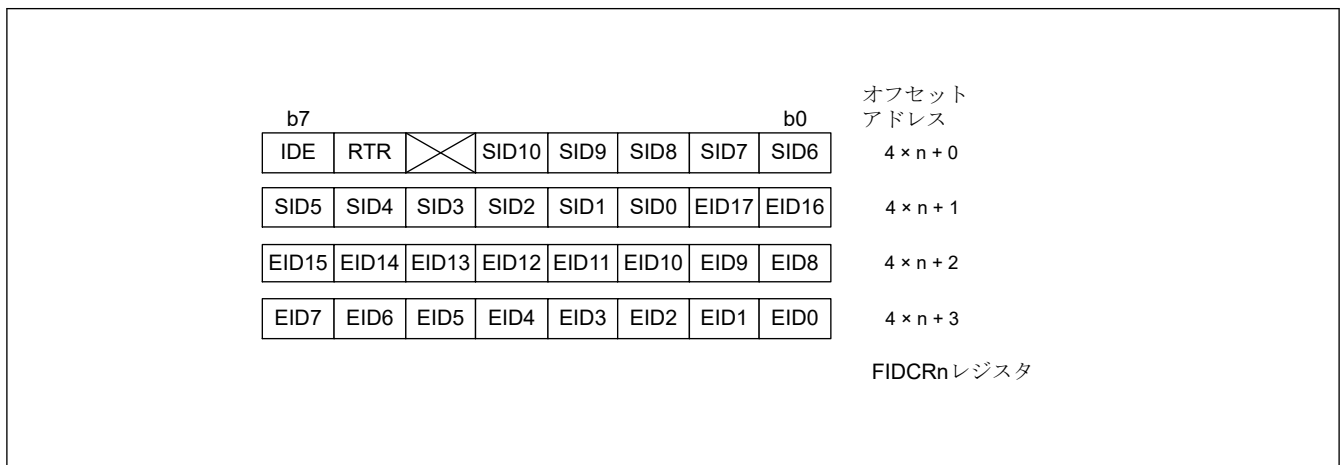 オフセット
b7 b0 アドレス
IDE RTR SID10 SID9 SID8 SID7 SID6 4 × n + 0
SID5 SID4 SID3 SID2 SID1 SID0 EID17 EID16 4 × n + 1
EID15 EID14 EID13 EID12 EID11 EID10 EID9 EID8 4 × n + 2
EID7 EID6 EID5 EID4 EID3 EID2 EID1 EID0 4 × n + 3
FIDCRnレジスタ